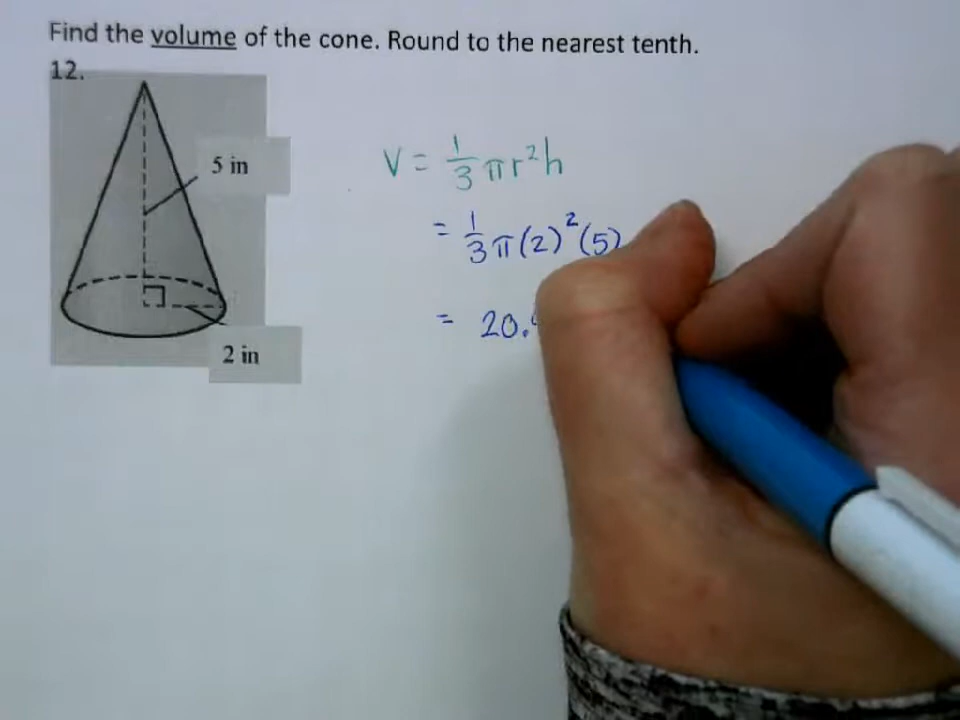 Find the volume of the cone. Round to the nearest tenth.
12.
5 in
2 in
V = 1/3 πr²h
= 1/3 π(2)²(5)
= 20.